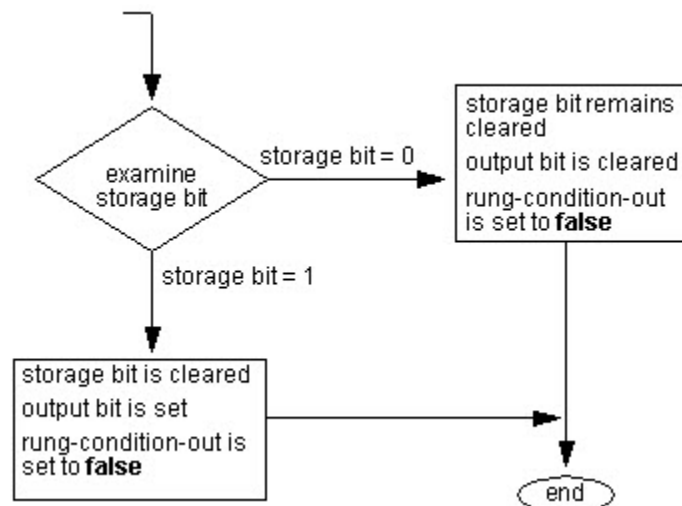 examine
storage bit
storage bit = 0
storage bit remains
cleared
output bit is cleared
rung-condition-out
is set to false
storage bit = 1
storage bit is cleared
output bit is set
rung-condition-out is
set to false
end